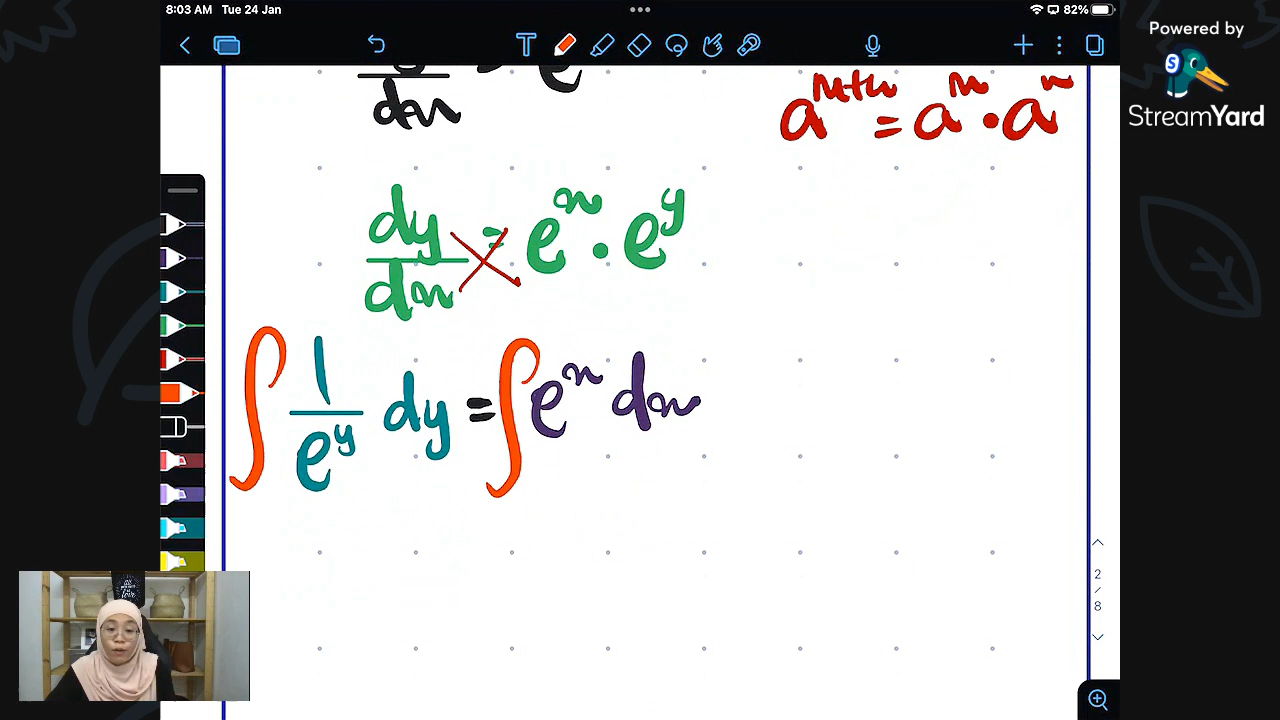 8:03 AM Tue 24 Jan
82%
Powered by
StreamYard
T
dx = e
a^{m+n} = a^m · a^n
dy/dx = e^x · e^y
∫ 1/e^y dy = ∫ e^x dx
2
/
8